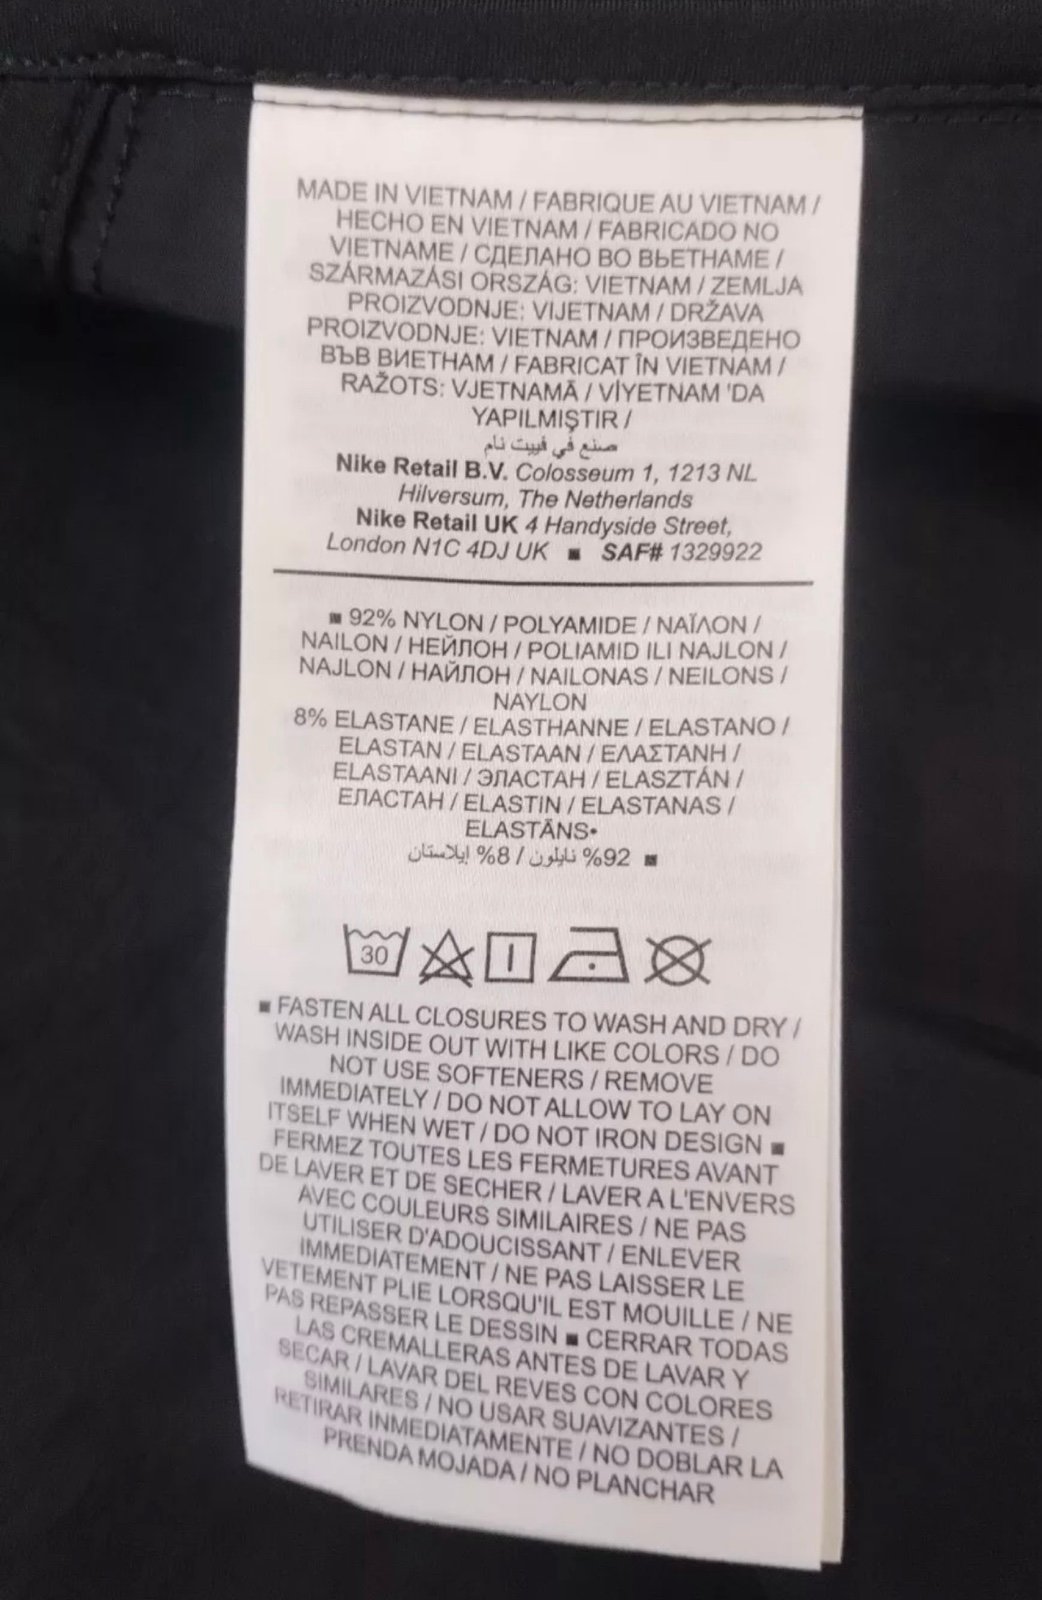 MADE IN VIETNAM / FABRIQUE AU VIETNAM /
HECHO EN VIETNAM / FABRICADO NO
VIETNAME / СДЕЛАНО ВО ВЬЕТНАМЕ /
SZÁRMAZÁSI ORSZÁG: VIETNAM / ZEMLJA
PROIZVODNJE: VIJETNAM / DRŽAVA
PROIZVODNJE: VIETNAM / ПРОИЗВЕДЕНО
ВЪВ ВИЕТНАМ / FABRICAT ÎN VIETNAM /
RAŽOTS: VJETNAMĀ / VİYETNAM 'DA
YAPILMIŞTIR /
صنع في فييت نام
Nike Retail B.V. Colosseum 1, 1213 NL
Hilversum, The Netherlands
Nike Retail UK 4 Handyside Street,
London N1C 4DJ UK ■ SAF# 1329922
■ 92% NYLON / POLYAMIDE / ΝΑΪΛΟΝ /
NAILON / НЕЙЛОН / POLIAMID ILI NAJLON /
NAJLON / НАЙЛОН / NAILONAS / NEILONS /
NAYLON
8% ELASTANE / ELASTHANNE / ELASTANO /
ELASTAN / ELASTAAN / ΕΛΑΣΤΑΝΗ /
ELASTAANI / ЭЛАСТАН / ELASZTÁN /
ЕЛАСТАН / ELASTIN / ELASTANAS /
ELASTĀNS•
■ 92% نايلون / 8% إيلاستان
30
■ FASTEN ALL CLOSURES TO WASH AND DRY /
WASH INSIDE OUT WITH LIKE COLORS / DO
NOT USE SOFTENERS / REMOVE
IMMEDIATELY / DO NOT ALLOW TO LAY ON
ITSELF WHEN WET / DO NOT IRON DESIGN ■
FERMEZ TOUTES LES FERMETURES AVANT
DE LAVER ET DE SECHER / LAVER A L'ENVERS
AVEC COULEURS SIMILAIRES / NE PAS
UTILISER D'ADOUCISSANT / ENLEVER
IMMEDIATEMENT / NE PAS LAISSER LE
VETEMENT PLIE LORSQU'IL EST MOUILLE / NE
PAS REPASSER LE DESSIN ■ CERRAR TODAS
LAS CREMALLERAS ANTES DE LAVAR Y
SECAR / LAVAR DEL REVES CON COLORES
SIMILARES / NO USAR SUAVIZANTES /
RETIRAR INMEDIATAMENTE / NO DOBLAR LA
PRENDA MOJADA / NO PLANCHAR